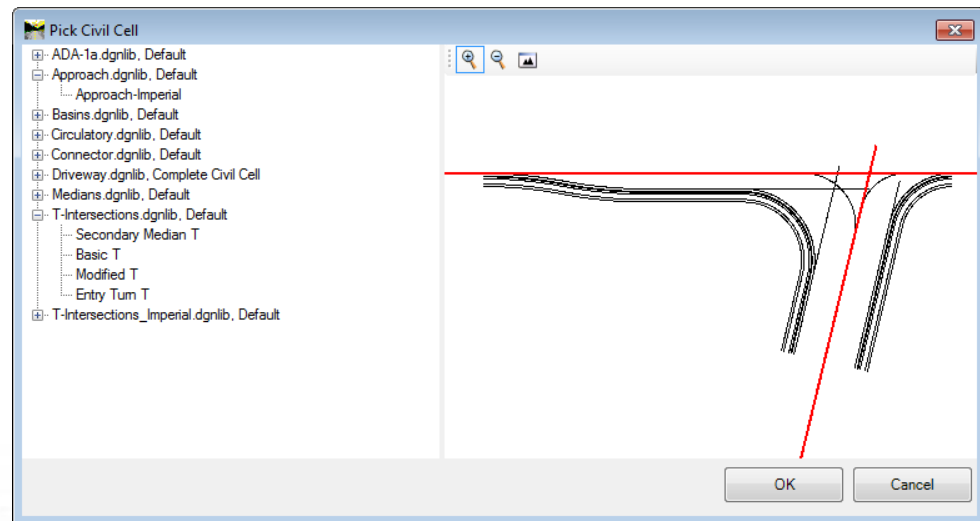 Pick Civil Cell
ADA-1a.dgnlib, Default
Approach.dgnlib, Default
Approach-Imperial
Basins.dgnlib, Default
Circulatory.dgnlib, Default
Connector.dgnlib, Default
Driveway.dgnlib, Complete Civil Cell
Medians.dgnlib, Default
T-Intersections.dgnlib, Default
Secondary Median T
Basic T
Modified T
Entry Turn T
T-Intersections_Imperial.dgnlib, Default
OK Cancel